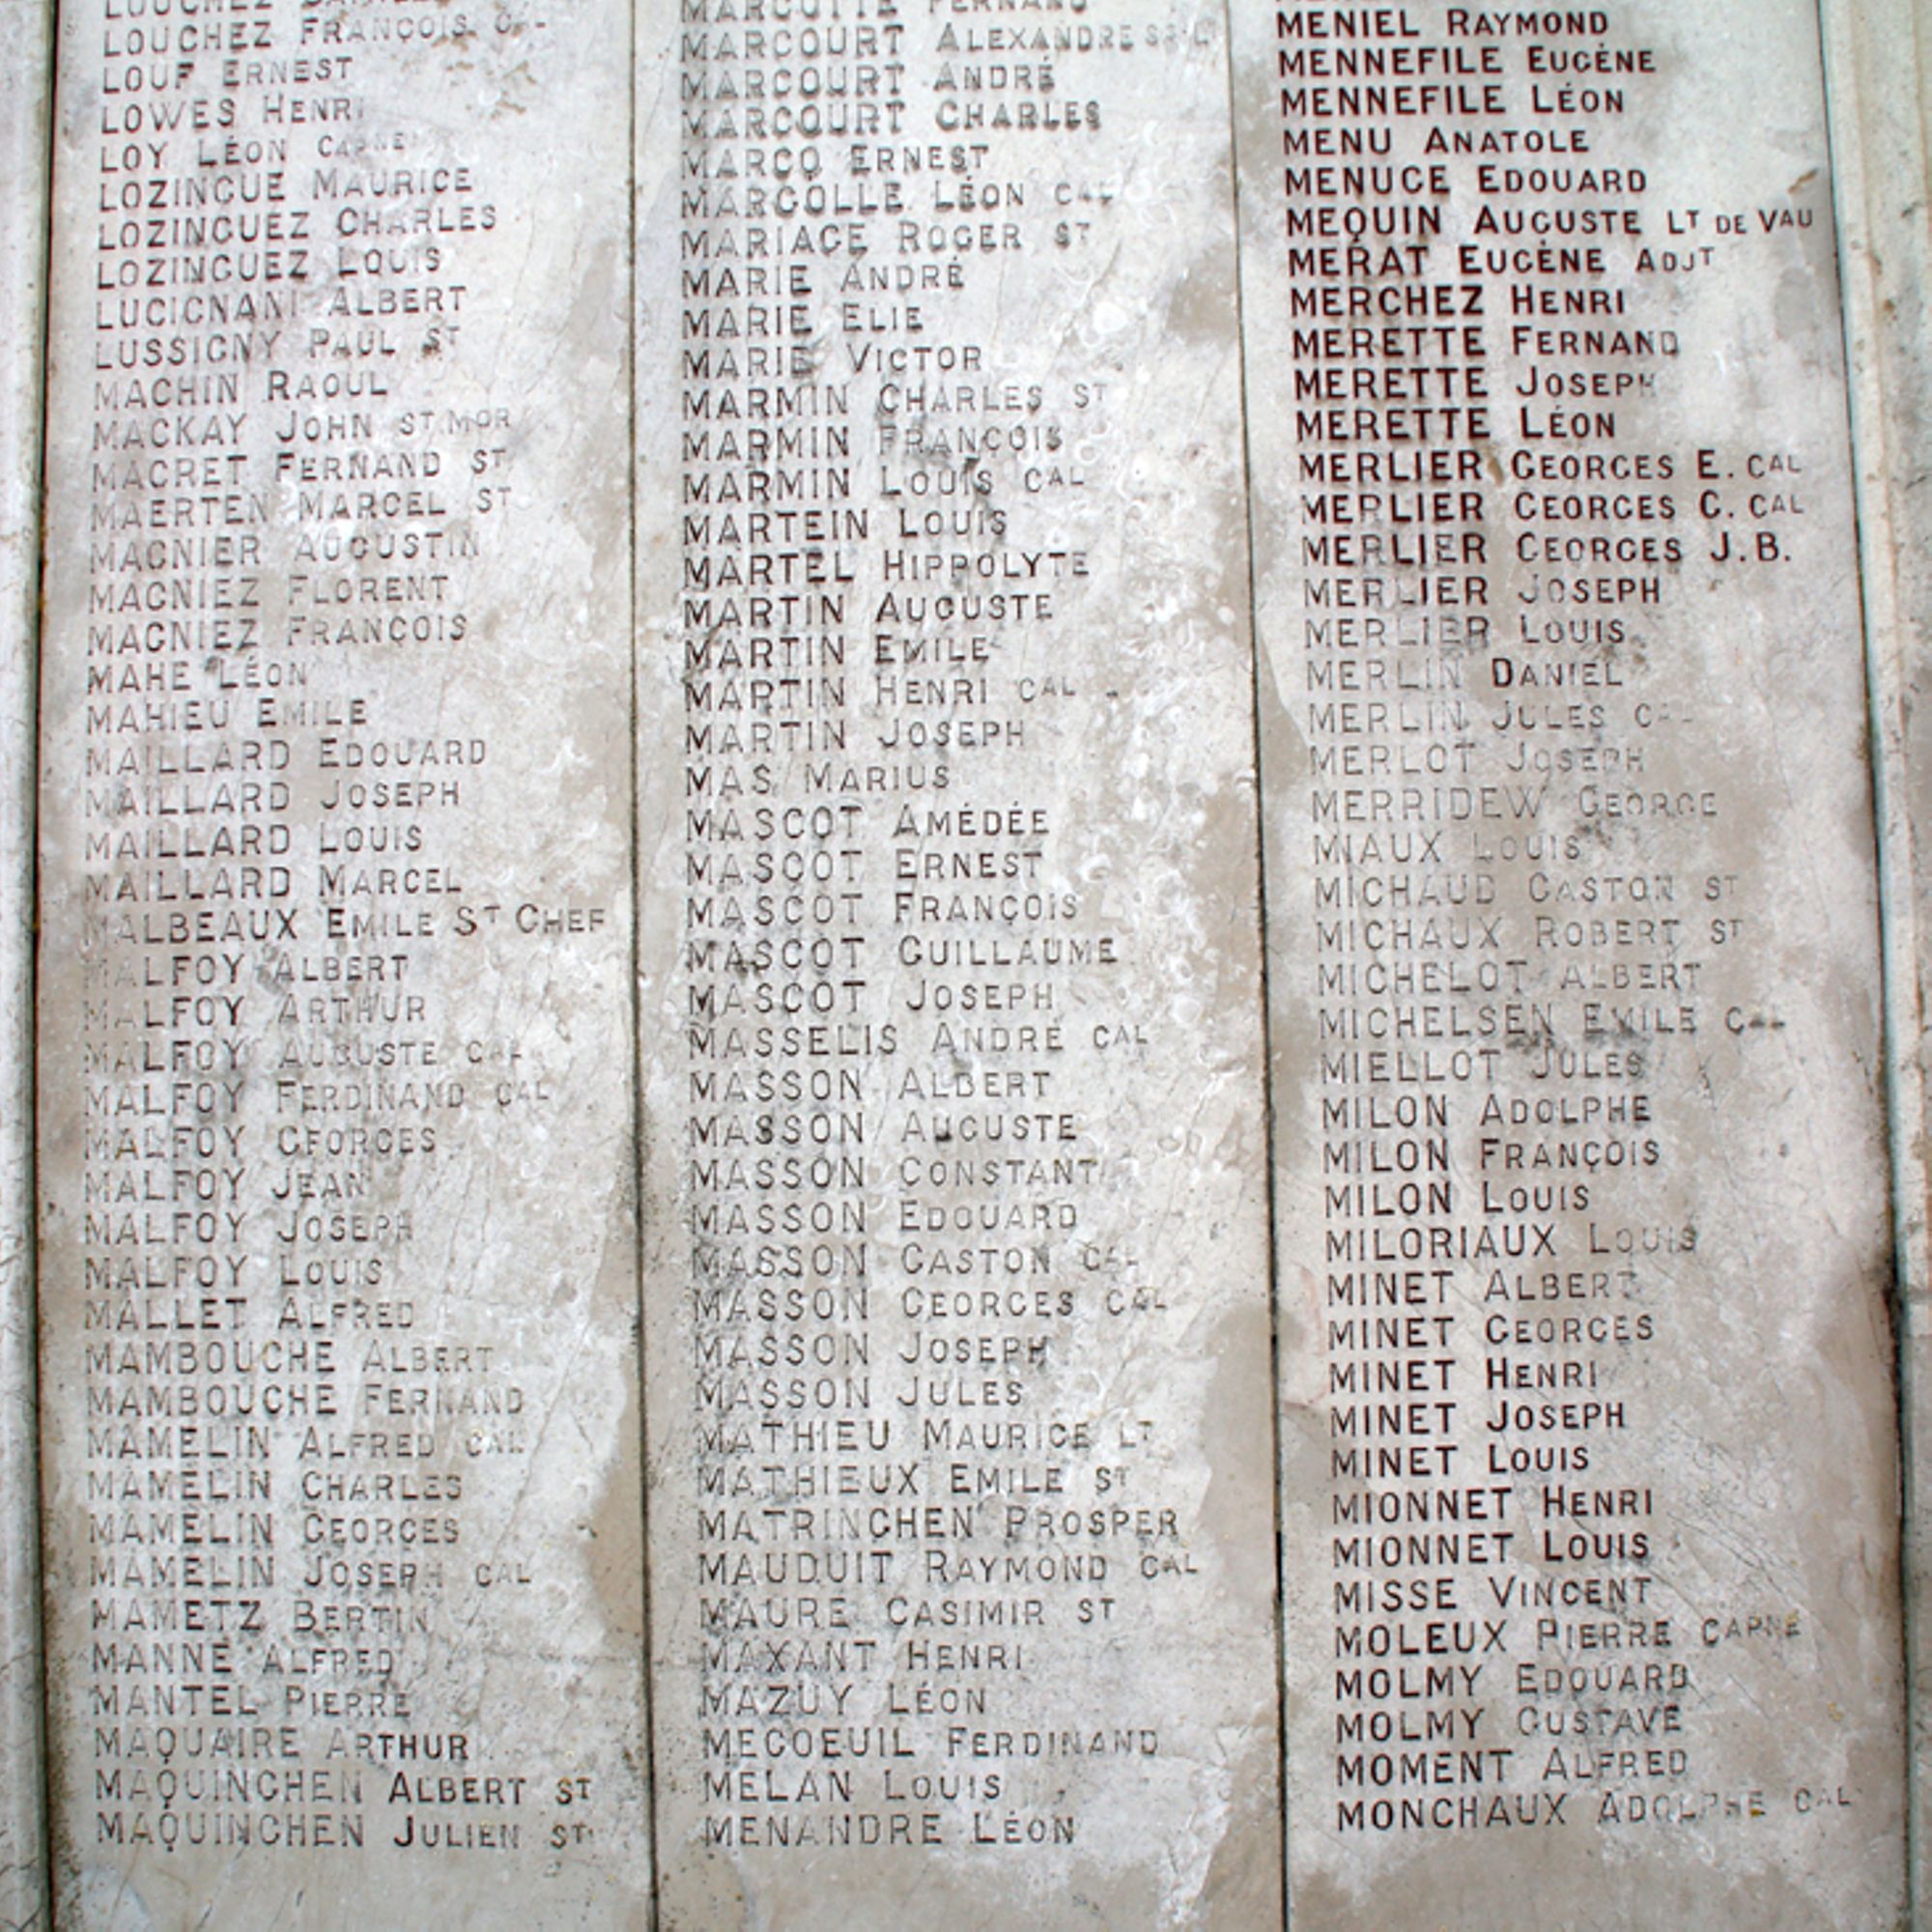 LOUCHEZ
LOUCHEZ FRANÇOIS CAL
LOUF ERNEST
LOWES HENRI
LOY LÉON CAPNE
LOZINGUE MAURICE
LOZINGUEZ CHARLES
LOZINGUEZ LOUIS
LUCIGNANI ALBERT
LUSSIGNY PAUL ST
MACHIN RAOUL
MACKAY JOHN ST MOR
MACRET FERNAND ST
MAERTEN MARCEL ST
MAGNIER AUGUSTIN
MAGNIEZ FLORENT
MAGNIEZ FRANÇOIS
MAHE LÉON
MAHIEU EMILE
MAILLARD EDOUARD
MAILLARD JOSEPH
MAILLARD LOUIS
MAILLARD MARCEL
MALBEAUX EMILE ST CHEF
MALFOY ALBERT
MALFOY ARTHUR
MALFOY AUGUSTE CAL
MALFOY FERDINAND CAL
MALFOY GEORGES
MALFOY JEAN
MALFOY JOSEPH
MALFOY LOUIS
MALLET ALFRED
MAMBOUCHE ALBERT
MAMBOUCHE FERNAND
MAMELIN ALFRED CAL
MAMELIN CHARLES
MAMELIN GEORGES
MAMELIN JOSEPH CAL
MAMETZ BERTIN
MANNE ALFRED
MANTEL PIERRE
MAQUAIRE ARTHUR
MAQUINGHEN ALBERT ST
MAQUINGHEN JULIEN ST
MARCOTTE FERNAND
MARCOURT ALEXANDRE
MARCOURT ANDRÉ
MARCOURT CHARLES
MARCQ ERNEST
MARGOLLE LÉON CAL
MARIAGE ROGER ST
MARIE ANDRÉ
MARIE ELIE
MARIE VICTOR
MARMIN CHARLES ST
MARMIN FRANÇOIS
MARMIN LOUIS CAL
MARTEIN LOUIS
MARTEL HIPPOLYTE
MARTIN AUGUSTE
MARTIN EMILE
MARTIN HENRI CAL
MARTIN JOSEPH
MAS MARIUS
MASCOT AMÉDÉE
MASCOT ERNEST
MASCOT FRANÇOIS
MASCOT GUILLAUME
MASCOT JOSEPH
MASSELIS ANDRÉ CAL
MASSON ALBERT
MASSON AUGUSTE
MASSON CONSTANT
MASSON EDOUARD
MASSON GASTON CAL
MASSON GEORGES CAL
MASSON JOSEPH
MASSON JULES
MATHIEU MAURICE LT
MATHIEUX EMILE ST
MATRINGHEN PROSPER
MAUDUIT RAYMOND CAL
MAURE CASIMIR ST
MAXANT HENRI
MAZUY LÉON
MECOEUIL FERDINAND
MELAN LOUIS
MENANDRE LÉON
MENIEL RAYMOND
MENNEFILE EUGÈNE
MENNEFILE LÉON
MENU ANATOLE
MENUGE EDOUARD
MEQUIN AUGUSTE LT DE VAU
MERAT EUGÈNE ADJT
MERCHEZ HENRI
MERETTE FERNAND
MERETTE JOSEPH
MERETTE LÉON
MERLIER GEORGES E. CAL
MERLIER GEORGES G. CAL
MERLIER GEORGES J.B.
MERLIER JOSEPH
MERLIER LOUIS
MERLIN DANIEL
MERLIN JULES CAL
MERLOT JOSEPH
MERRIDEW GEORGE
MIAUX LOUIS
MICHAUD GASTON ST
MICHAUX ROBERT ST
MICHELOT ALBERT
MICHELSEN EMILE CAL
MIELLOT JULES
MILON ADOLPHE
MILON FRANÇOIS
MILON LOUIS
MILORIAUX LOUIS
MINET ALBERT
MINET GEORGES
MINET HENRI
MINET JOSEPH
MINET LOUIS
MIONNET HENRI
MIONNET LOUIS
MISSE VINCENT
MOLEUX PIERRE CAPNE
MOLMY EDOUARD
MOLMY GUSTAVE
MOMENT ALFRED
MONCHAUX ADOLPHE CAL